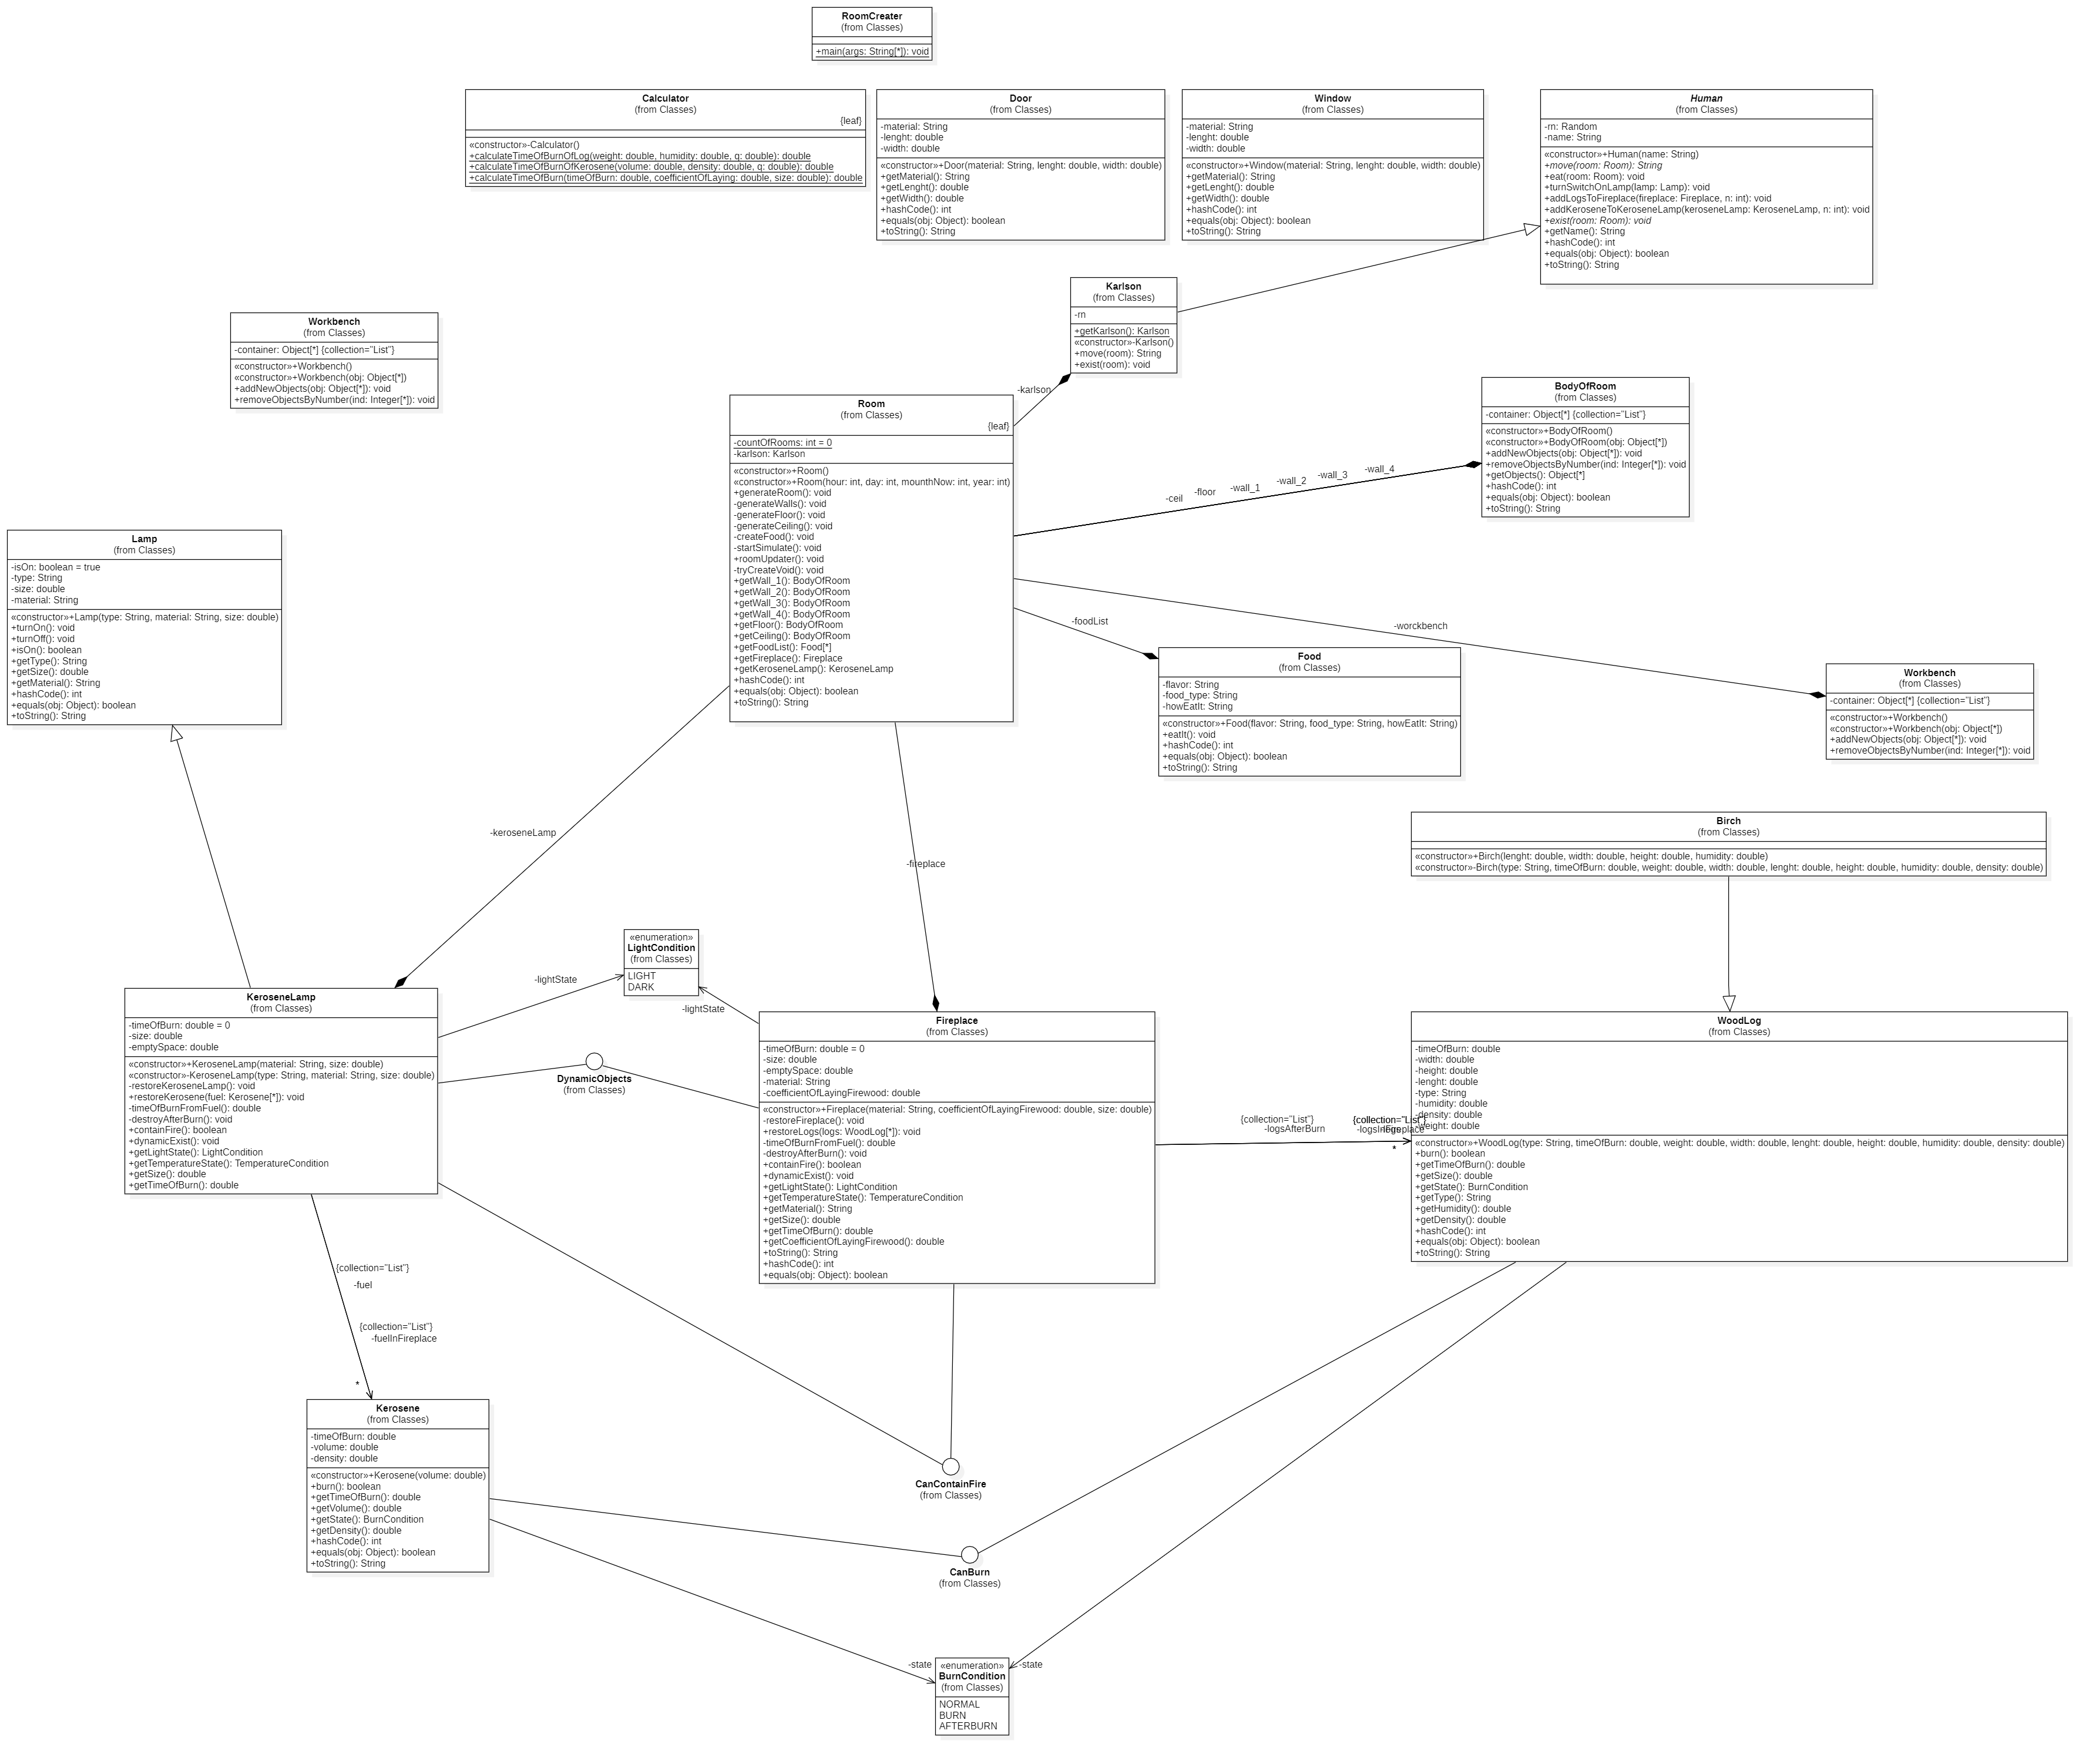 RoomCreater
(from Classes)
+main(args: String[*]): void
Calculator
(from Classes)
{leaf}
«constructor»-Calculator()
+calculateTimeOfBurnOfLog(weight: double, humidity: double, q: double): double
+calculateTimeOfBurnOfKerosene(volume: double, density: double, q: double): double
+calculateTimeOfBurn(timeOfBurn: double, coefficientOfLaying: double, size: double): double
Door
(from Classes)
-material: String
-lenght: double
-width: double
«constructor»+Door(material: String, lenght: double, width: double)
+getMaterial(): String
+getLenght(): double
+getWidth(): double
+hashCode(): int
+equals(obj: Object): boolean
+toString(): String
Window
(from Classes)
-material: String
-lenght: double
-width: double
«constructor»+Window(material: String, lenght: double, width: double)
+getMaterial(): String
+getLenght(): double
+getWidth(): double
+hashCode(): int
+equals(obj: Object): boolean
+toString(): String
Human
(from Classes)
-rn: Random
-name: String
«constructor»+Human(name: String)
+move(room: Room): String
+eat(room: Room): void
+turnSwitchOnLamp(lamp: Lamp): void
+addLogsToFireplace(fireplace: Fireplace, n: int): void
+addKeroseneToKeroseneLamp(keroseneLamp: KeroseneLamp, n: int): void
+exist(room: Room): void
+getName(): String
+hashCode(): int
+equals(obj: Object): boolean
+toString(): String
Karlson
(from Classes)
-rn
+getKarlson(): Karlson
«constructor»-Karlson()
+move(room): String
+exist(room): void
-karlson
Workbench
(from Classes)
-container: Object[*] {collection="List"}
«constructor»+Workbench()
«constructor»+Workbench(obj: Object[*])
+addNewObjects(obj: Object[*]): void
+removeObjectsByNumber(ind: Integer[*]): void
Room
(from Classes)
{leaf}
-countOfRooms: int = 0
-karlson: Karlson
«constructor»+Room()
«constructor»+Room(hour: int, day: int, mounthNow: int, year: int)
+generateRoom(): void
-generateWalls(): void
-generateFloor(): void
-generateCeiling(): void
-createFood(): void
-startSimulate(): void
+roomUpdater(): void
-tryCreateVoid(): void
+getWall_1(): BodyOfRoom
+getWall_2(): BodyOfRoom
+getWall_3(): BodyOfRoom
+getWall_4(): BodyOfRoom
+getFloor(): BodyOfRoom
+getCeiling(): BodyOfRoom
+getFoodList(): Food[*]
+getFireplace(): Fireplace
+getKeroseneLamp(): KeroseneLamp
+hashCode(): int
+equals(obj: Object): boolean
+toString(): String
-ceil
-floor
-wall_1
-wall_2
-wall_3
-wall_4
BodyOfRoom
(from Classes)
-container: Object[*] {collection="List"}
«constructor»+BodyOfRoom()
«constructor»+BodyOfRoom(obj: Object[*])
+addNewObjects(obj: Object[*]): void
+removeObjectsByNumber(ind: Integer[*]): void
+getObjects(): Object[*]
+hashCode(): int
+equals(obj: Object): boolean
+toString(): String
Lamp
(from Classes)
-isOn: boolean = true
-type: String
-size: double
-material: String
«constructor»+Lamp(type: String, material: String, size: double)
+turnOn(): void
+turnOff(): void
+isOn(): boolean
+getType(): String
+getSize(): double
+getMaterial(): String
+hashCode(): int
+equals(obj: Object): boolean
+toString(): String
-foodList
-worckbench
Food
(from Classes)
-flavor: String
-food_type: String
-howEatIt: String
«constructor»+Food(flavor: String, food_type: String, howEatIt: String)
+eatIt(): void
+hashCode(): int
+equals(obj: Object): boolean
+toString(): String
Workbench
(from Classes)
-container: Object[*] {collection="List"}
«constructor»+Workbench()
«constructor»+Workbench(obj: Object[*])
+addNewObjects(obj: Object[*]): void
+removeObjectsByNumber(ind: Integer[*]): void
-keroseneLamp
-fireplace
Birch
(from Classes)
«constructor»+Birch(lenght: double, width: double, height: double, humidity: double)
«constructor»-Birch(type: String, timeOfBurn: double, weight: double, width: double, lenght: double, height: double, humidity: double, density: double)
«enumeration»
LightCondition
(from Classes)
LIGHT
DARK
-lightState
-lightState
KeroseneLamp
(from Classes)
-timeOfBurn: double = 0
-size: double
-emptySpace: double
«constructor»+KeroseneLamp(material: String, size: double)
«constructor»-KeroseneLamp(type: String, material: String, size: double)
-restoreKeroseneLamp(): void
+restoreKerosene(fuel: Kerosene[*]): void
-timeOfBurnFromFuel(): double
-destroyAfterBurn(): void
+containFire(): boolean
+dynamicExist(): void
+getLightState(): LightCondition
+getTemperatureState(): TemperatureCondition
+getSize(): double
+getTimeOfBurn(): double
DynamicObjects
(from Classes)
Fireplace
(from Classes)
-timeOfBurn: double = 0
-size: double
-emptySpace: double
-material: String
-coefficientOfLayingFirewood: double
«constructor»+Fireplace(material: String, coefficientOfLayingFirewood: double, size: double)
-restoreFireplace(): void
+restoreLogs(logs: WoodLog[*]): void
-timeOfBurnFromFuel(): double
-destroyAfterBurn(): void
+containFire(): boolean
+dynamicExist(): void
+getLightState(): LightCondition
+getTemperatureState(): TemperatureCondition
+getMaterial(): String
+getSize(): double
+getTimeOfBurn(): double
+getCoefficientOfLayingFirewood(): double
+toString(): String
+hashCode(): int
+equals(obj: Object): boolean
{collection="List"}
-logsAfterBurn
{collection="List"}
*
WoodLog
(from Classes)
-timeOfBurn: double
-width: double
-height: double
-lenght: double
-type: String
-humidity: double
-density: double
-weight: double
«constructor»+WoodLog(type: String, timeOfBurn: double, weight: double, width: double, lenght: double, height: double, humidity: double, density: double)
+burn(): boolean
+getTimeOfBurn(): double
+getSize(): double
+getState(): BurnCondition
+getType(): String
+getHumidity(): double
+getDensity(): double
+hashCode(): int
+equals(obj: Object): boolean
+toString(): String
{collection="List"}
-fuel
{collection="List"}
-fuelInFireplace
*
Kerosene
(from Classes)
-timeOfBurn: double
-volume: double
-density: double
«constructor»+Kerosene(volume: double)
+burn(): boolean
+getTimeOfBurn(): double
+getVolume(): double
+getState(): BurnCondition
+getDensity(): double
+hashCode(): int
+equals(obj: Object): boolean
+toString(): String
CanContainFire
(from Classes)
CanBurn
(from Classes)
-state
-state
«enumeration»
BurnCondition
(from Classes)
NORMAL
BURN
AFTERBURN